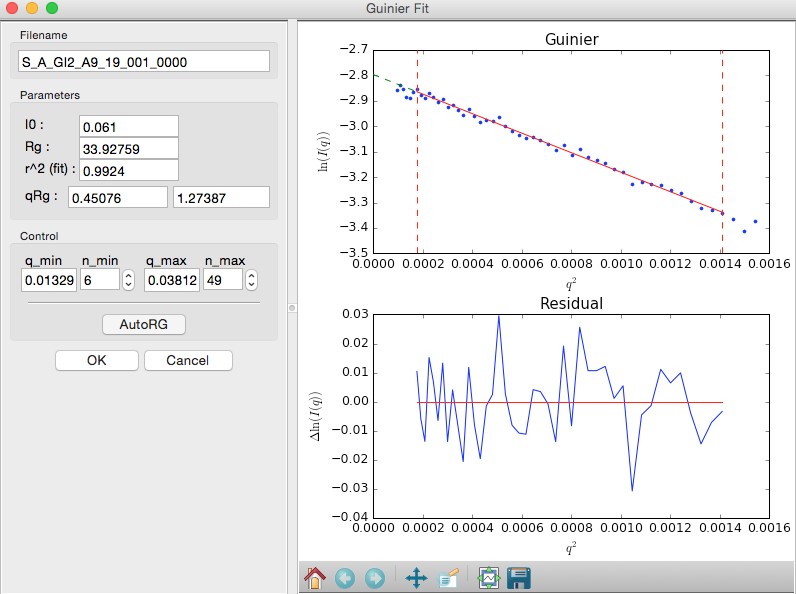 Guinier Fit
Filename
S_A_GI2_A9_19_001_0000
Parameters
I0 : 0.061
Rg : 33.92759
r^2 (fit) : 0.9924
qRg : 0.45076 1.27387
Control
q_min n_min q_max n_max
0.01329 6 0.03812 49
AutoRG
OK Cancel
Guinier
−2.7
−2.8
−2.9
−3.0
−3.1
−3.2
−3.3
−3.4
−3.5
ln(I(q))
0.0000 0.0002 0.0004 0.0006 0.0008 0.0010 0.0012 0.0014 0.0016
q²
Residual
0.03
0.02
0.01
0.00
−0.01
−0.02
−0.03
−0.04
Δln(I(q))
0.0000 0.0002 0.0004 0.0006 0.0008 0.0010 0.0012 0.0014 0.0016
q²